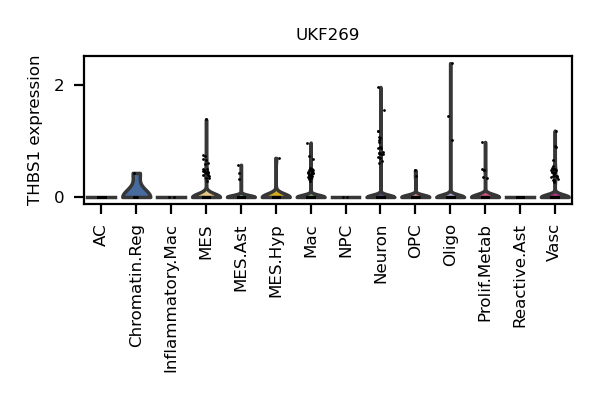 UKF269
THBS1 expression
2
0
AC
Chromatin.Reg
Inflammatory.Mac
MES
MES.Ast
MES.Hyp
Mac
NPC
Neuron
OPC
Oligo
Prolif.Metab
Reactive.Ast
Vasc